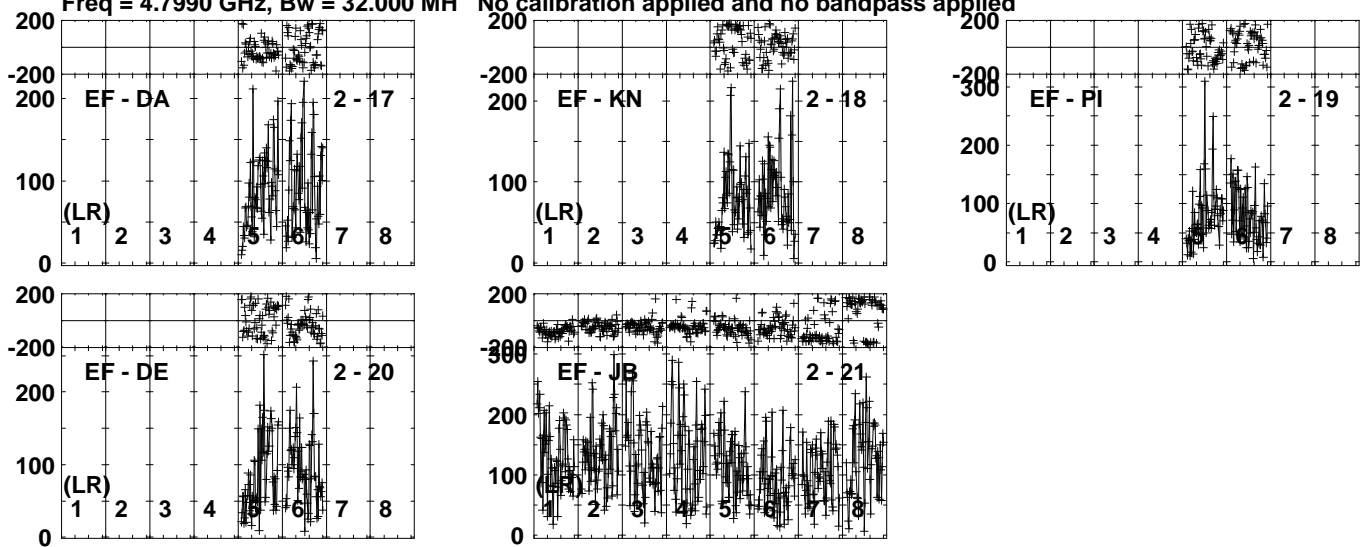 Freq = 4.7990 GHz, Bw = 32.000 MH No calibration applied and no bandpass applied
200
-200
200
100
0
EF - DA 2 - 17
(LR)
1 2 3 4 5 6 7 8
200
-200
200
100
0
EF - KN 2 - 18
(LR)
1 2 3 4 5 6 7 8
200
-200
300
200
100
0
EF - PI 2 - 19
(LR)
1 2 3 4 5 6 7 8
200
-200
200
100
0
EF - DE 2 - 20
(LR)
1 2 3 4 5 6 7 8
200
-200
300
200
100
0
EF - JB 2 - 21
(LR)
1 2 3 4 5 6 7 8